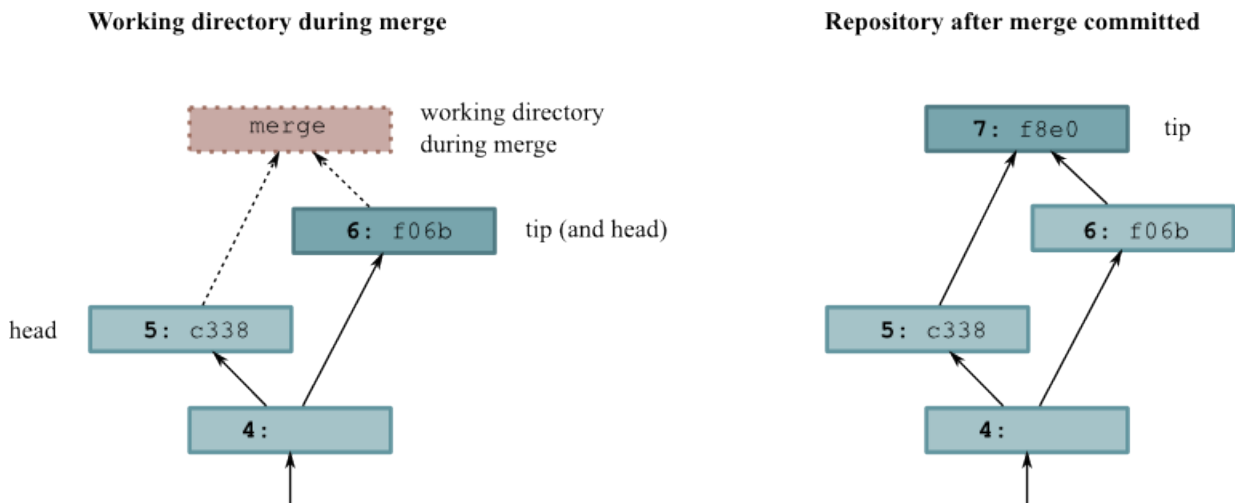 Working directory during merge
merge
working directory
during merge
6: f06b
tip (and head)
head
5: c338
4:
Repository after merge committed
7: f8e0
tip
6: f06b
5: c338
4: